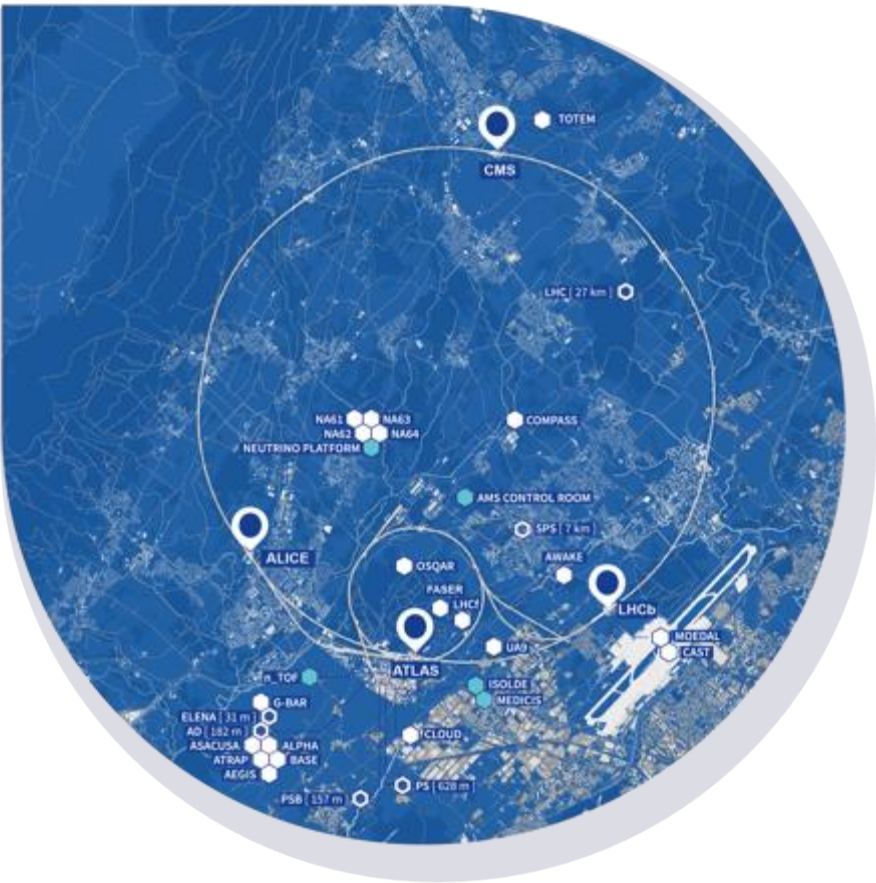 TOTEM
CMS
LHC [ 27 km ]
NA61 NA63
NA62 NA64
NEUTRINO PLATFORM
COMPASS
AMS CONTROL ROOM
SPS [ 7 km ]
ALICE
AWAKE
OSQAR
FASER
LHCf
LHCb
MOEDAL
CAST
UA9
ATLAS
n_TOF
ISOLDE
MEDICIS
G-BAR
ELENA [ 31 m ]
AD [ 182 m ]
ASACUSA ALPHA
ATRAP BASE
AEGIS
CLOUD
PS [ 628 m ]
PSB [ 157 m ]